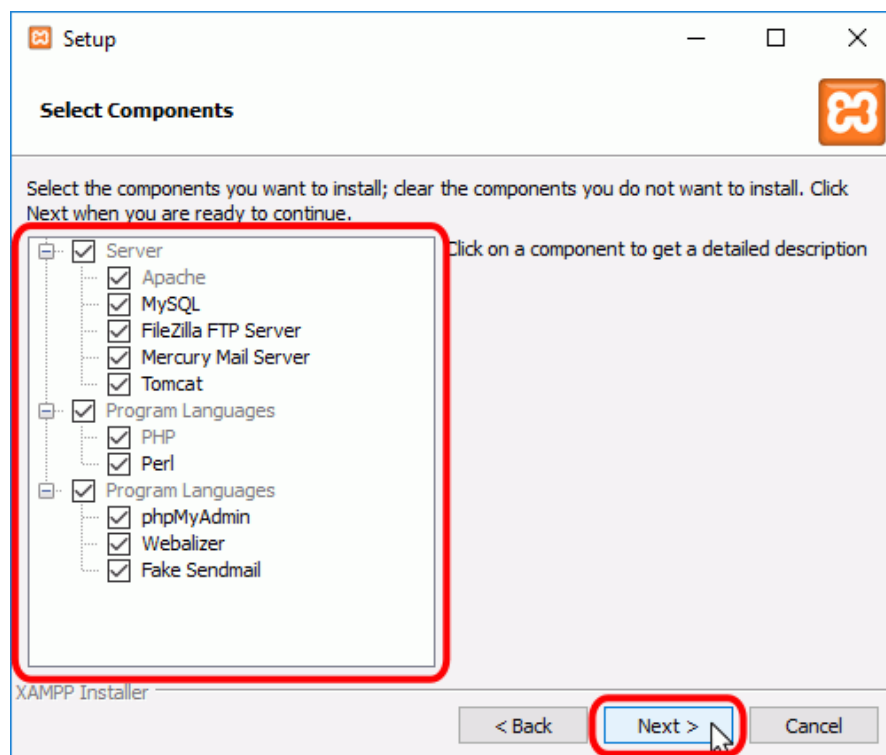 Setup
Select Components
Select the components you want to install; clear the components you do not want to install. Click
Next when you are ready to continue.
Server
Apache
MySQL
FileZilla FTP Server
Mercury Mail Server
Tomcat
Program Languages
PHP
Perl
Program Languages
phpMyAdmin
Webalizer
Fake Sendmail
Click on a component to get a detailed description
XAMPP Installer
< Back
Next >
Cancel